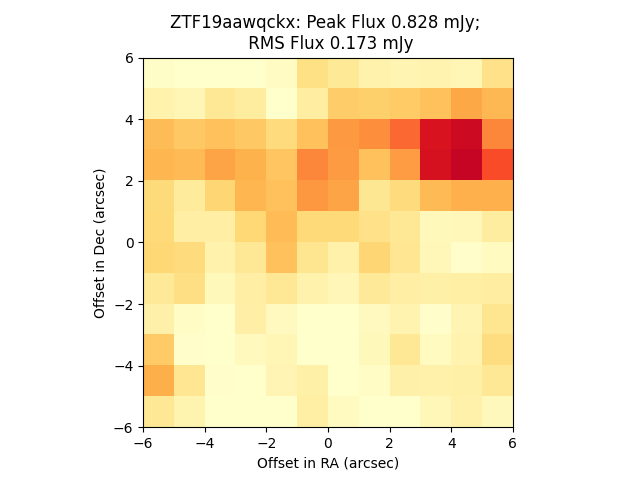 ZTF19aawqckx: Peak Flux 0.828 mJy;
RMS Flux 0.173 mJy
6
4
2
0
−2
−4
−6
Offset in Dec (arcsec)
−6 −4 −2 0 2 4 6
Offset in RA (arcsec)